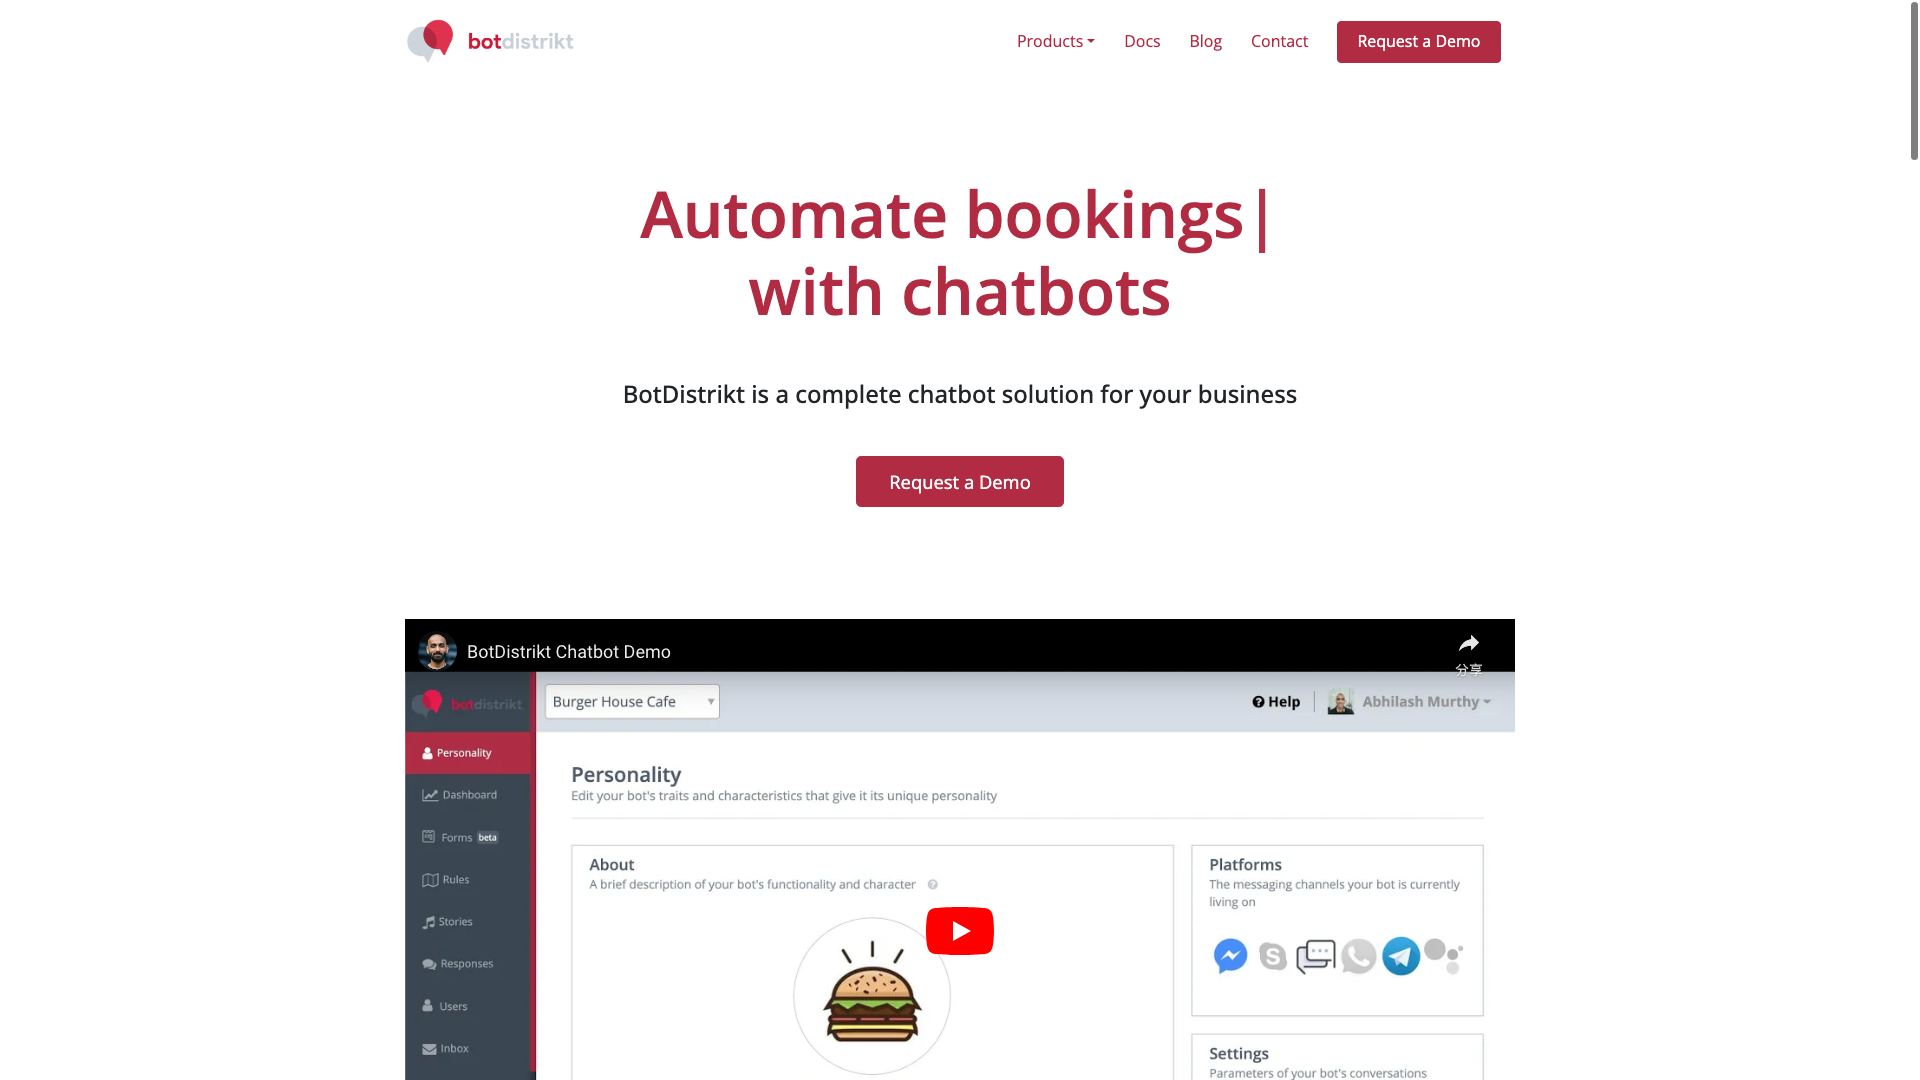 botdistrikt
Products
Docs
Blog
Contact
Request a Demo
Automate bookings|
with chatbots
BotDistrikt is a complete chatbot solution for your business
Request a Demo
BotDistrikt Chatbot Demo
分享
botdistrikt
Burger House Cafe
Help
Abhilash Murthy
Personality
Dashboard
Forms beta
Rules
Stories
Responses
Users
Inbox
Personality
Edit your bot's traits and characteristics that give it its unique personality
About
A brief description of your bot's functionality and character
Platforms
The messaging channels your bot is currently
living on
Settings
Parameters of your bot's conversations